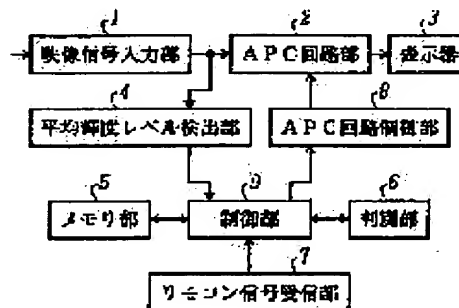 1 2 3
映像信号入力部 APC回路部 表示器
4 8
平均輝度レベル検出部 APC回路制御部
5 9 6
メモリ部 制御部 判別部
7
リモコン信号受信部